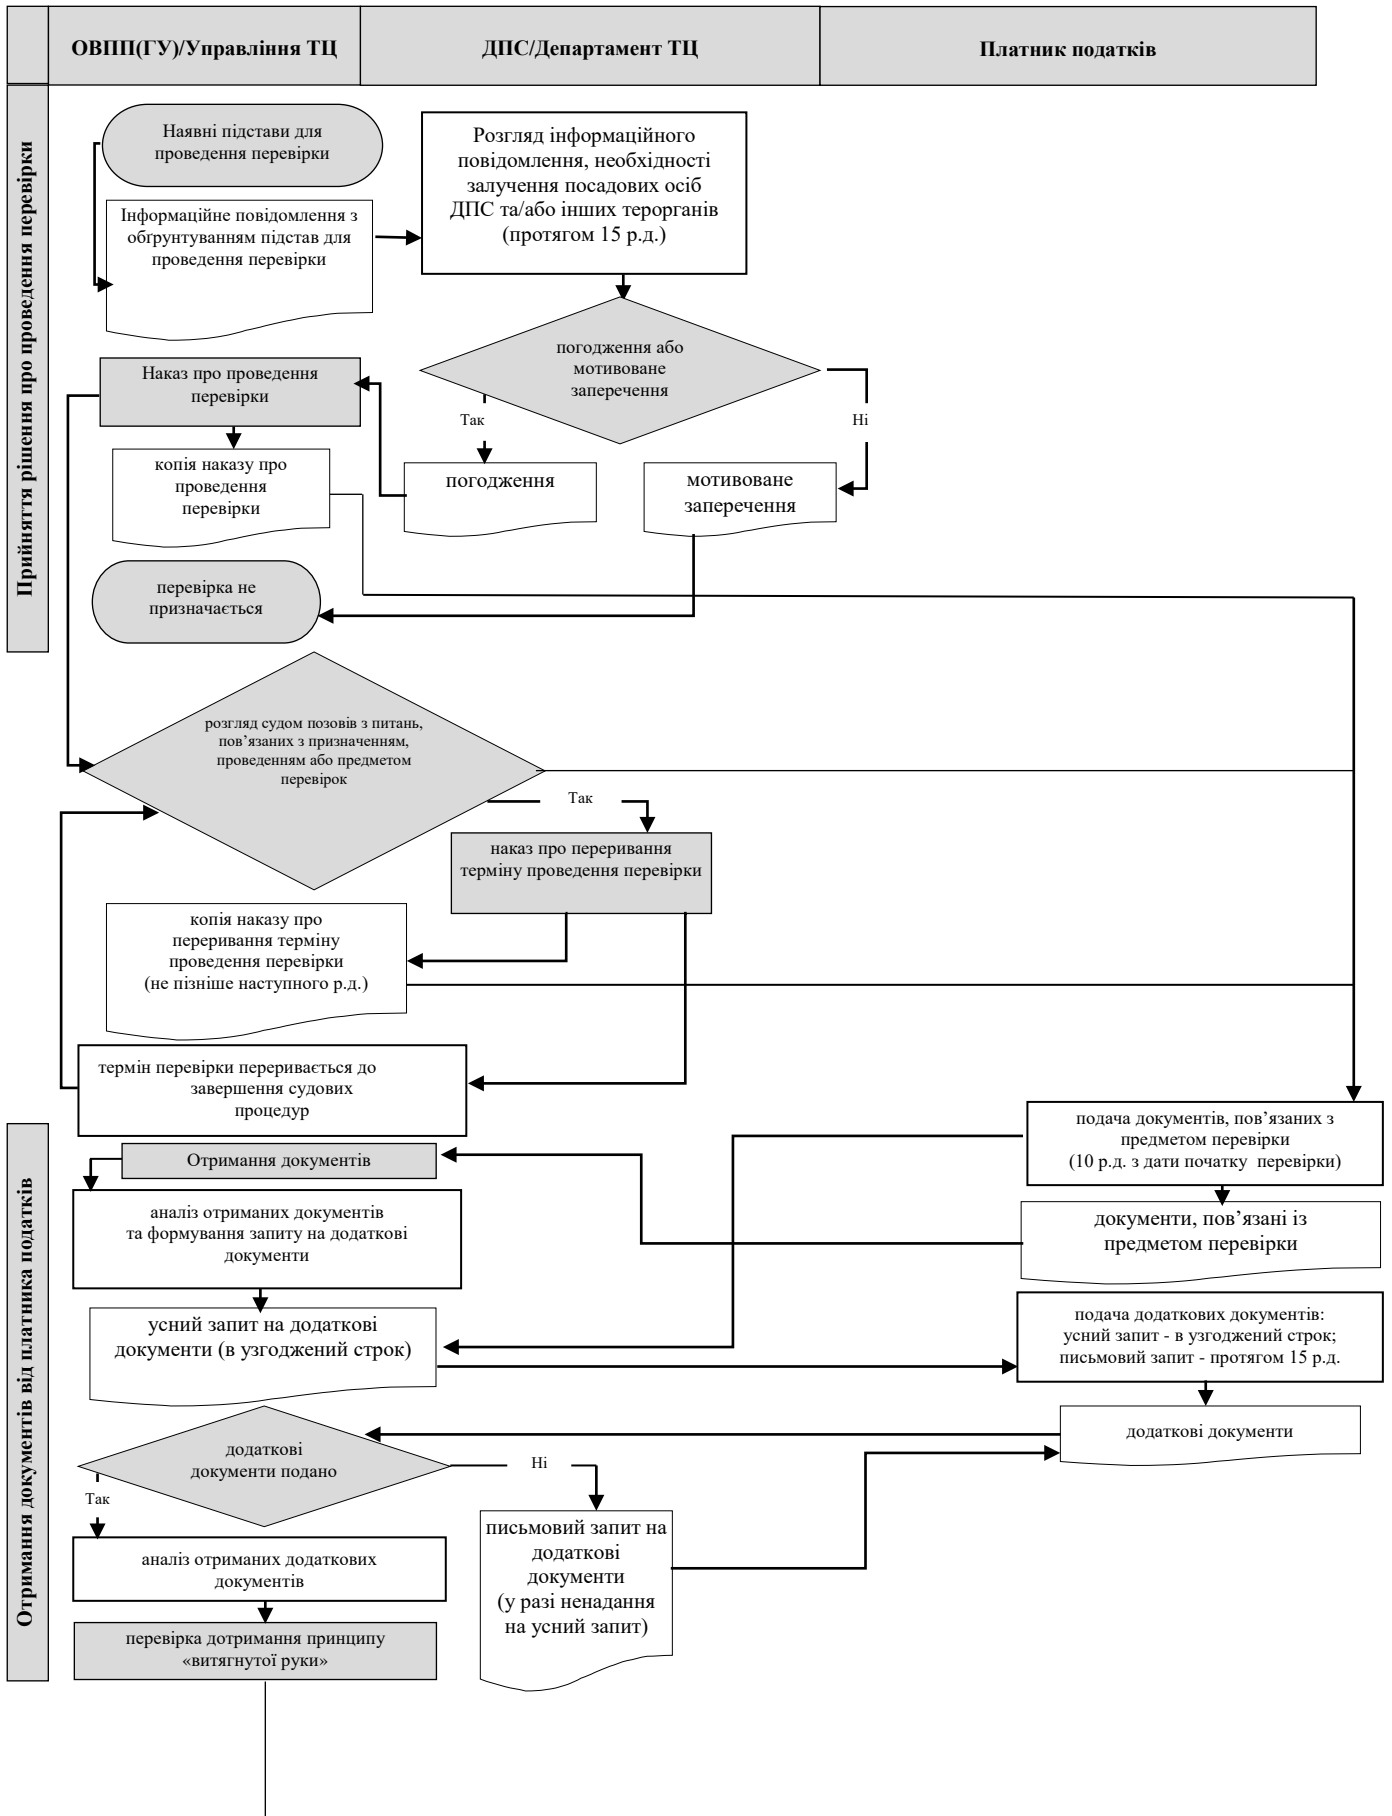 ОВПП(ГУ)/Управління ТЦ
ДПС/Департамент ТЦ
Платник податків
Прийняття рішення про проведення перевірки
Наявні підстави для
проведення перевірки
Розгляд інформаційного
повідомлення, необхідності
залучення посадових осіб
ДПС та/або інших терорганів
(протягом 15 р.д.)
Інформаційне повідомлення з
обґрунтуванням підстав для
проведення перевірки
погодження або
мотивоване
заперечення
Наказ про проведення
перевірки
Так
Ні
копія наказу про
проведення
перевірки
погодження
мотивоване
заперечення
перевірка не
призначається
розгляд судом позовів з питань,
пов’язаних з призначенням,
проведенням або предметом
перевірок
Так
наказ про переривання
терміну проведення перевірки
копія наказу про
переривання терміну
проведення перевірки
(не пізніше наступного р.д.)
термін перевірки переривається до
завершення судових
процедур
Отримання документів від платника податків
подача документів, пов’язаних з
предметом перевірки
(10 р.д. з дати початку перевірки)
Отримання документів
аналіз отриманих документів
та формування запиту на додаткові
документи
документи, пов’язані із
предметом перевірки
усний запит на додаткові
документи (в узгоджений строк)
подача додаткових документів:
усний запит - в узгоджений строк;
письмовий запит - протягом 15 р.д.
додаткові документи
додаткові
документи подано
Ні
Так
письмовий запит на
додаткові
документи
(у разі ненадання
на усний запит)
аналіз отриманих додаткових
документів
перевірка дотримання принципу
«витягнутої руки»